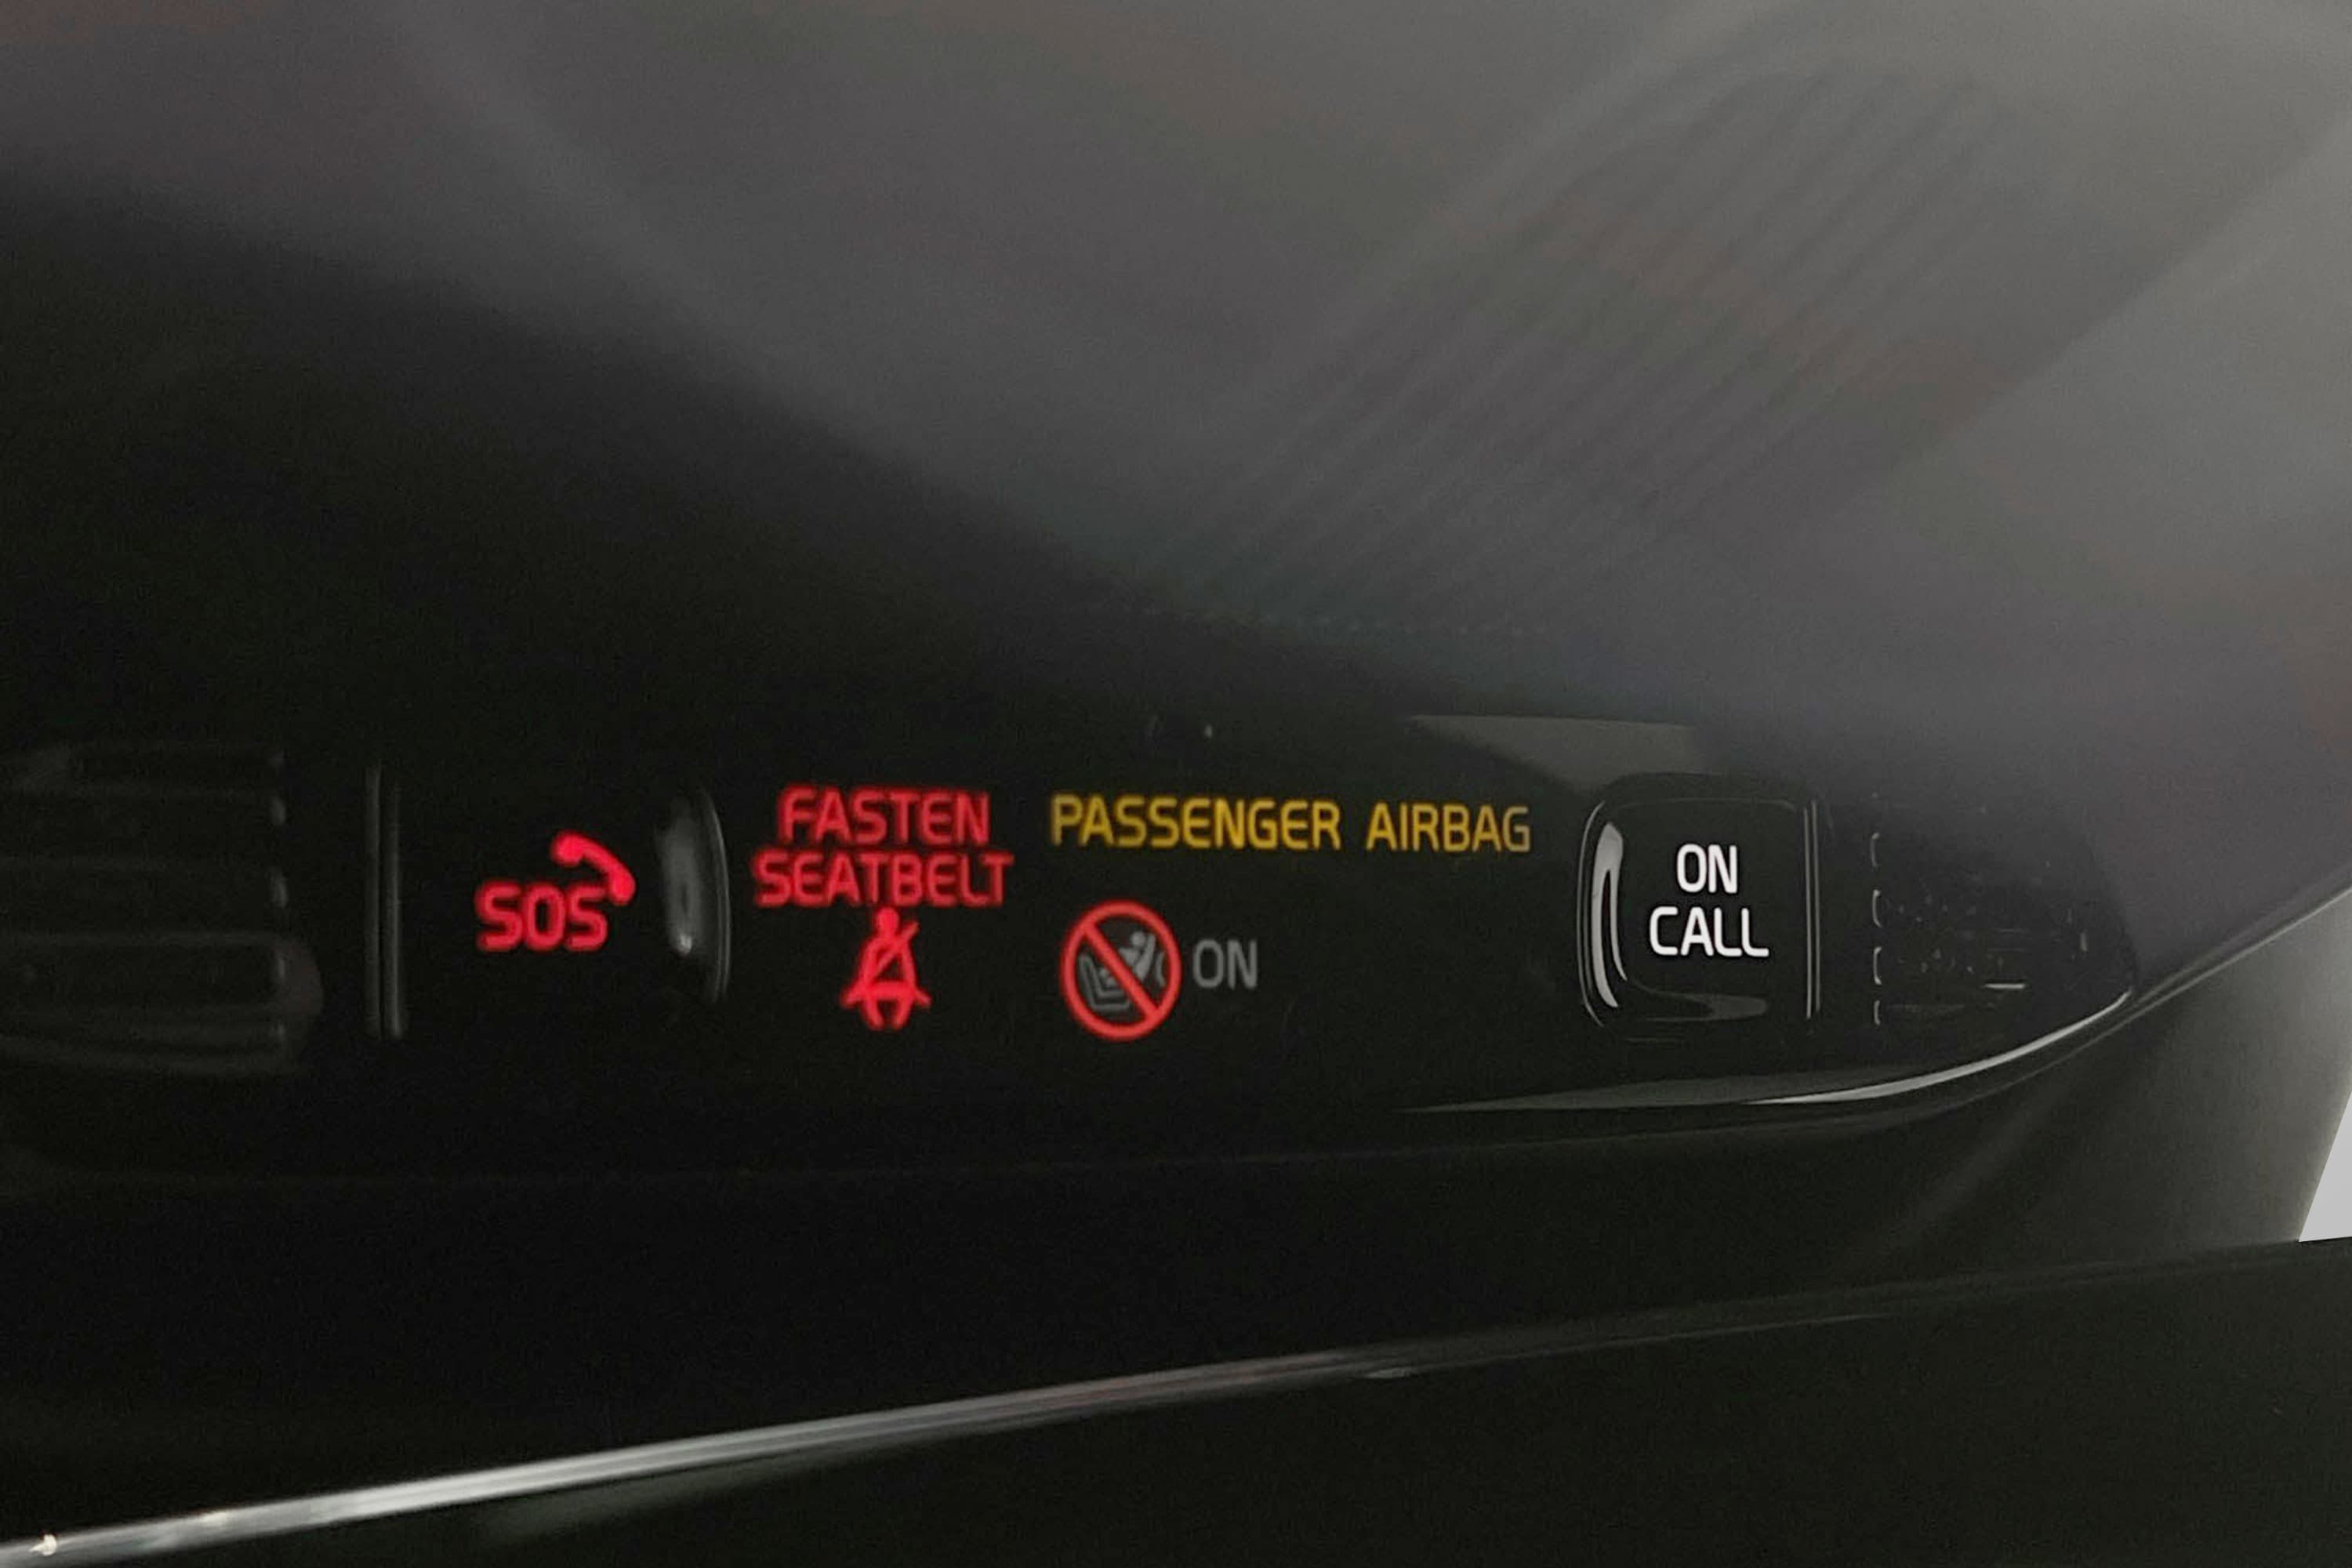 SOS
FASTEN
SEATBELT
PASSENGER AIRBAG
ON
ON
CALL